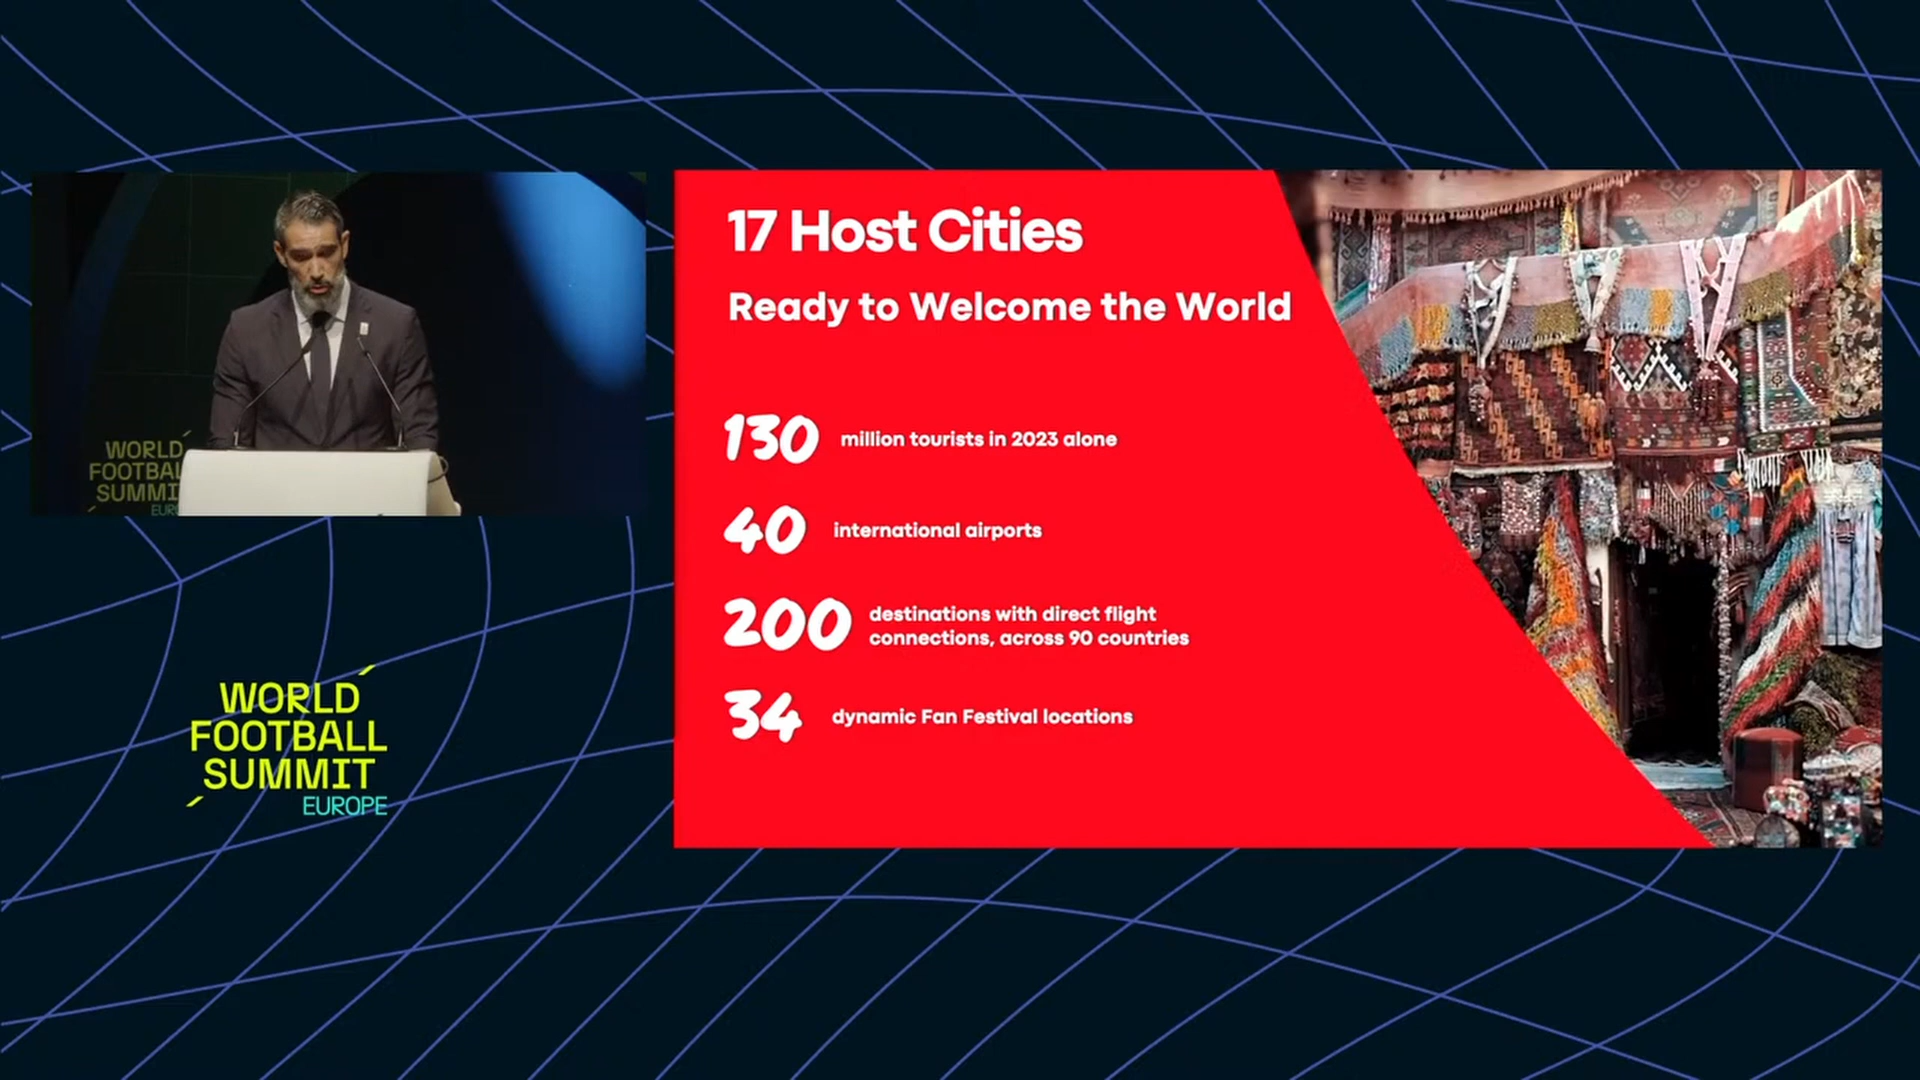 WORLD
FOOTBAL
SUMMI
EUR
WORLD
FOOTBALL
SUMMIT
EUROPE
17 Host Cities
Ready to Welcome the World
130 million tourists in 2023 alone
40 international airports
200 destinations with direct flight
connections, across 90 countries
34 dynamic Fan Festival locations